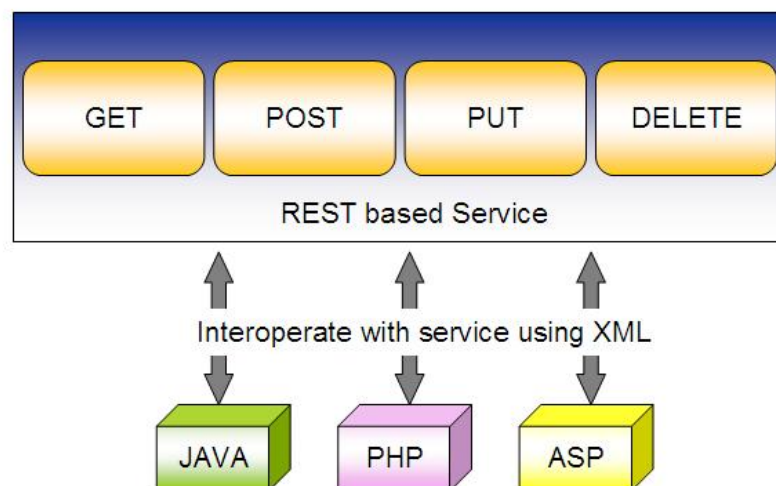 GET POST PUT DELETE
REST based Service
Interoperate with service using XML
JAVA PHP ASP